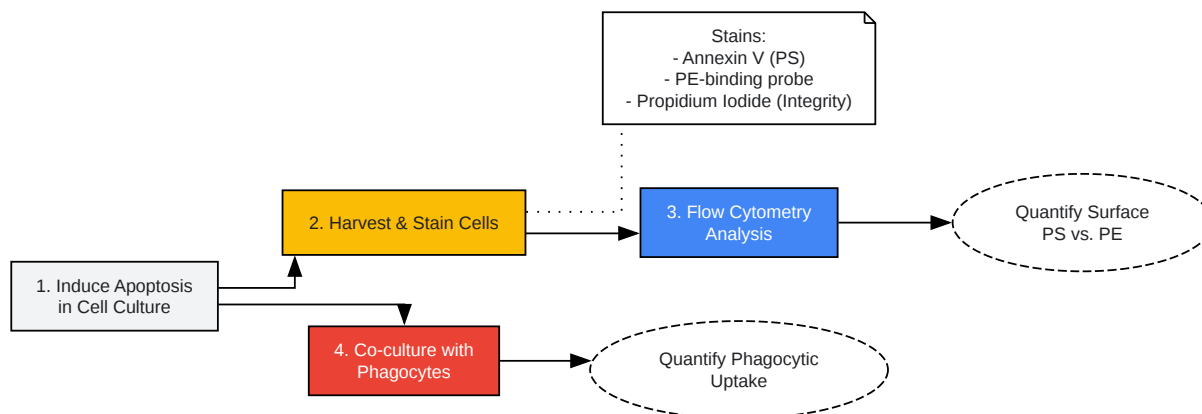 Stains:
- Annexin V (PS)
- PE-binding probe
- Propidium Iodide (Integrity)
2. Harvest & Stain Cells
3. Flow Cytometry
Analysis
Quantify Surface
PS vs. PE
1. Induce Apoptosis
in Cell Culture
4. Co-culture with
Phagocytes
Quantify Phagocytic
Uptake